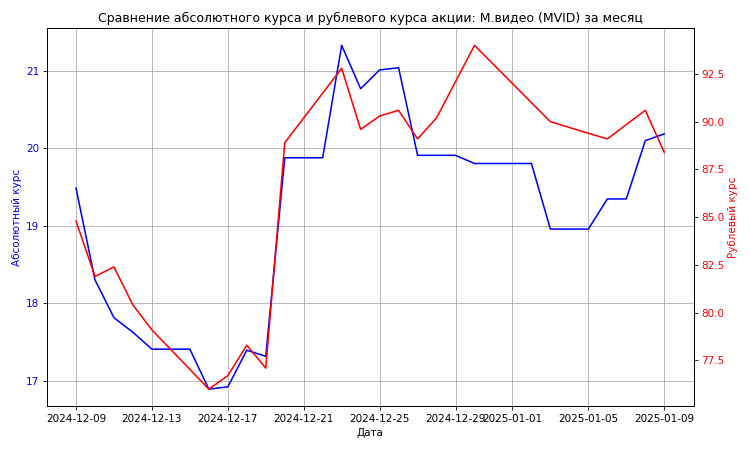 Сравнение абсолютного курса и рублевого курса акции: М.видео (MVID) за месяц
21
20
19
18
17
Абсолютный курс
92.5
90.0
87.5
85.0
82.5
80.0
77.5
Рублевый курс
2024-12-09 2024-12-13 2024-12-17 2024-12-21 2024-12-25 2024-12-29 2025-01-01 2025-01-05 2025-01-09
Дата